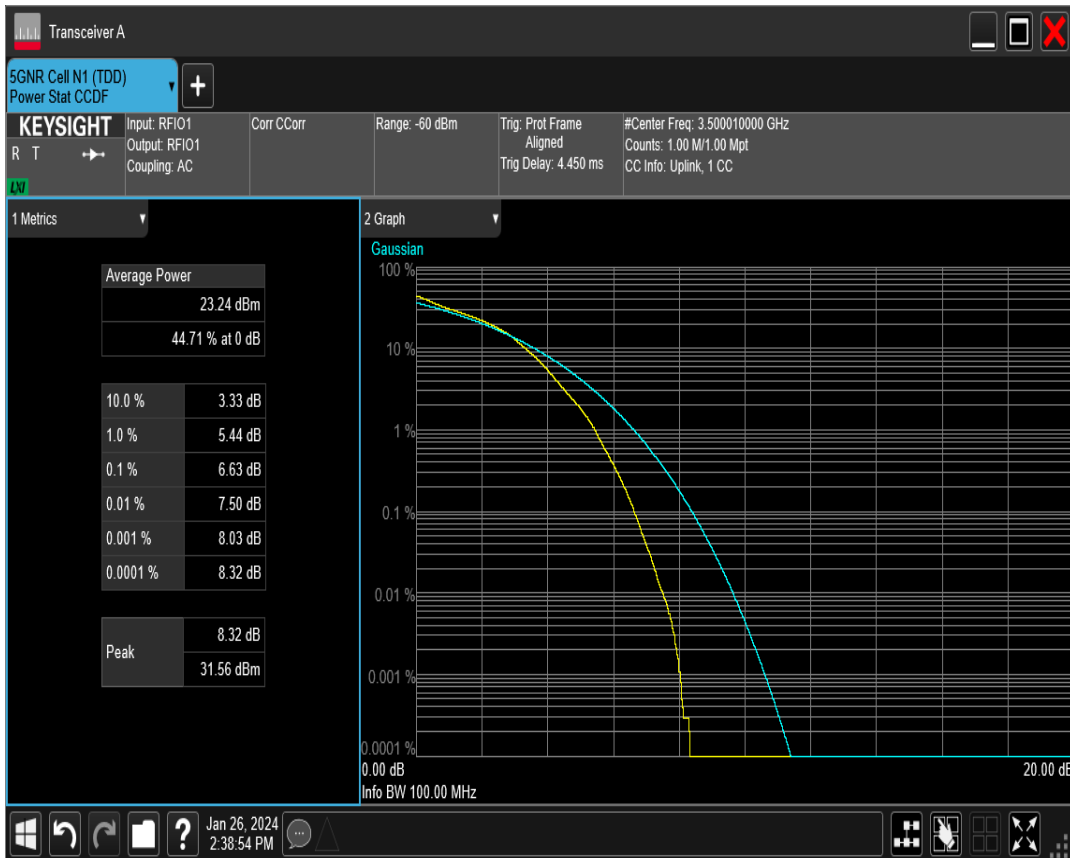 Transceiver A
5GNR Cell N1 (TDD)
Power Stat CCDF
+
KEYSIGHT
R T
LXI
Input: RFIO1
Output: RFIO1
Coupling: AC
Corr CCorr
Range: -60 dBm
Trig: Prot Frame
Aligned
Trig Delay: 4.450 ms
#Center Freq: 3.500010000 GHz
Counts: 1.00 M/1.00 Mpt
CC Info: Uplink, 1 CC
1 Metrics
Average Power
23.24 dBm
44.71 % at 0 dB
10.0 % 3.33 dB
1.0 % 5.44 dB
0.1 % 6.63 dB
0.01 % 7.50 dB
0.001 % 8.03 dB
0.0001 % 8.32 dB
Peak
8.32 dB
31.56 dBm
2 Graph
Gaussian
100 %
10 %
1 %
0.1 %
0.01 %
0.001 %
0.0001 %
0.00 dB
20.00 dB
Info BW 100.00 MHz
?
Jan 26, 2024
2:38:54 PM